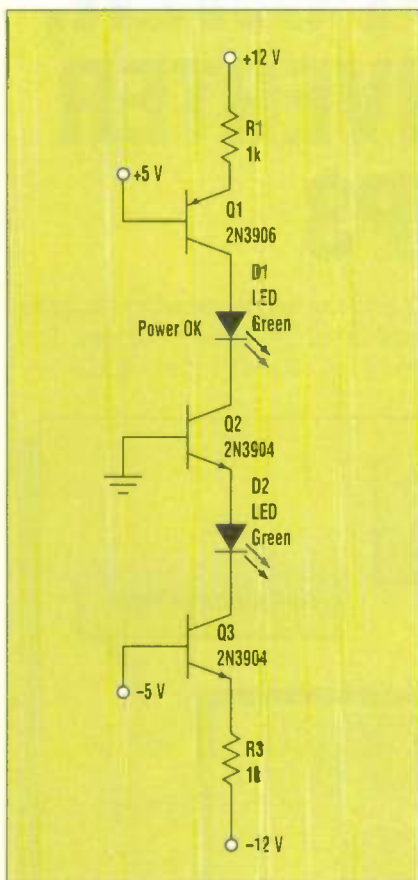 +12 V
R1
1k
+5 V
Q1
2N3906
D1
LED
Green
Power OK
Q2
2N3904
D2
LED
Green
Q3
2N3904
–5 V
R3
1k
–12 V